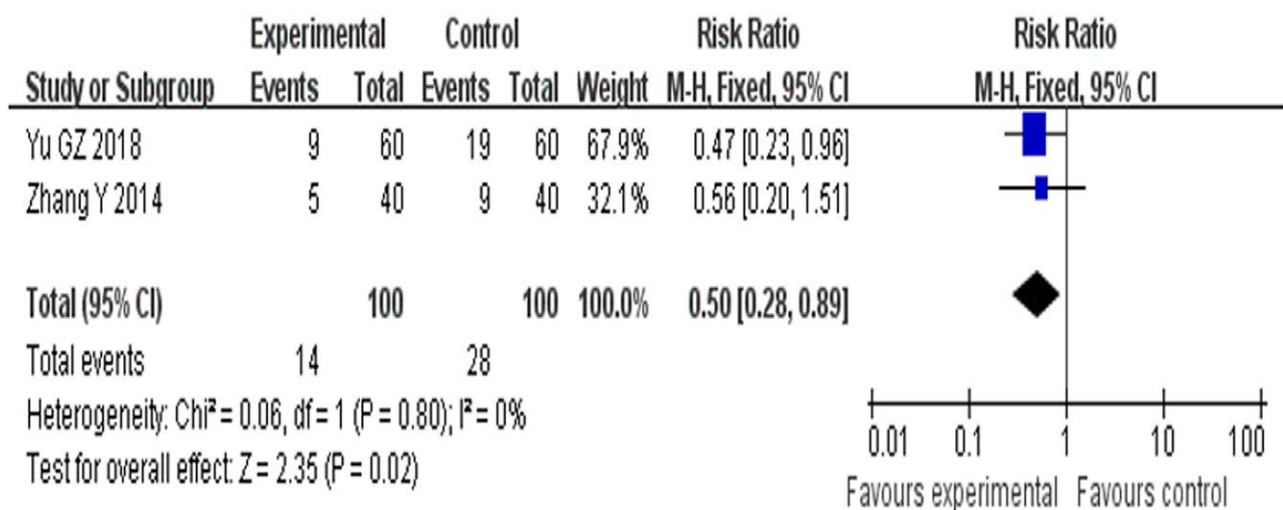 Experimental Control Risk Ratio Risk Ratio
Study or Subgroup Events Total Events Total Weight M-H, Fixed, 95% CI M-H, Fixed, 95% CI
Yu GZ 2018 9 60 19 60 67.9% 0.47 [0.23, 0.96]
Zhang Y 2014 5 40 9 40 32.1% 0.56 [0.20, 1.51]
Total (95% CI) 100 100 100.0% 0.50 [0.28, 0.89]
Total events 14 28
Heterogeneity: Chi² = 0.06, df = 1 (P = 0.80); I² = 0%
Test for overall effect: Z = 2.35 (P = 0.02)
0.01 0.1 1 10 100
Favours experimental Favours control